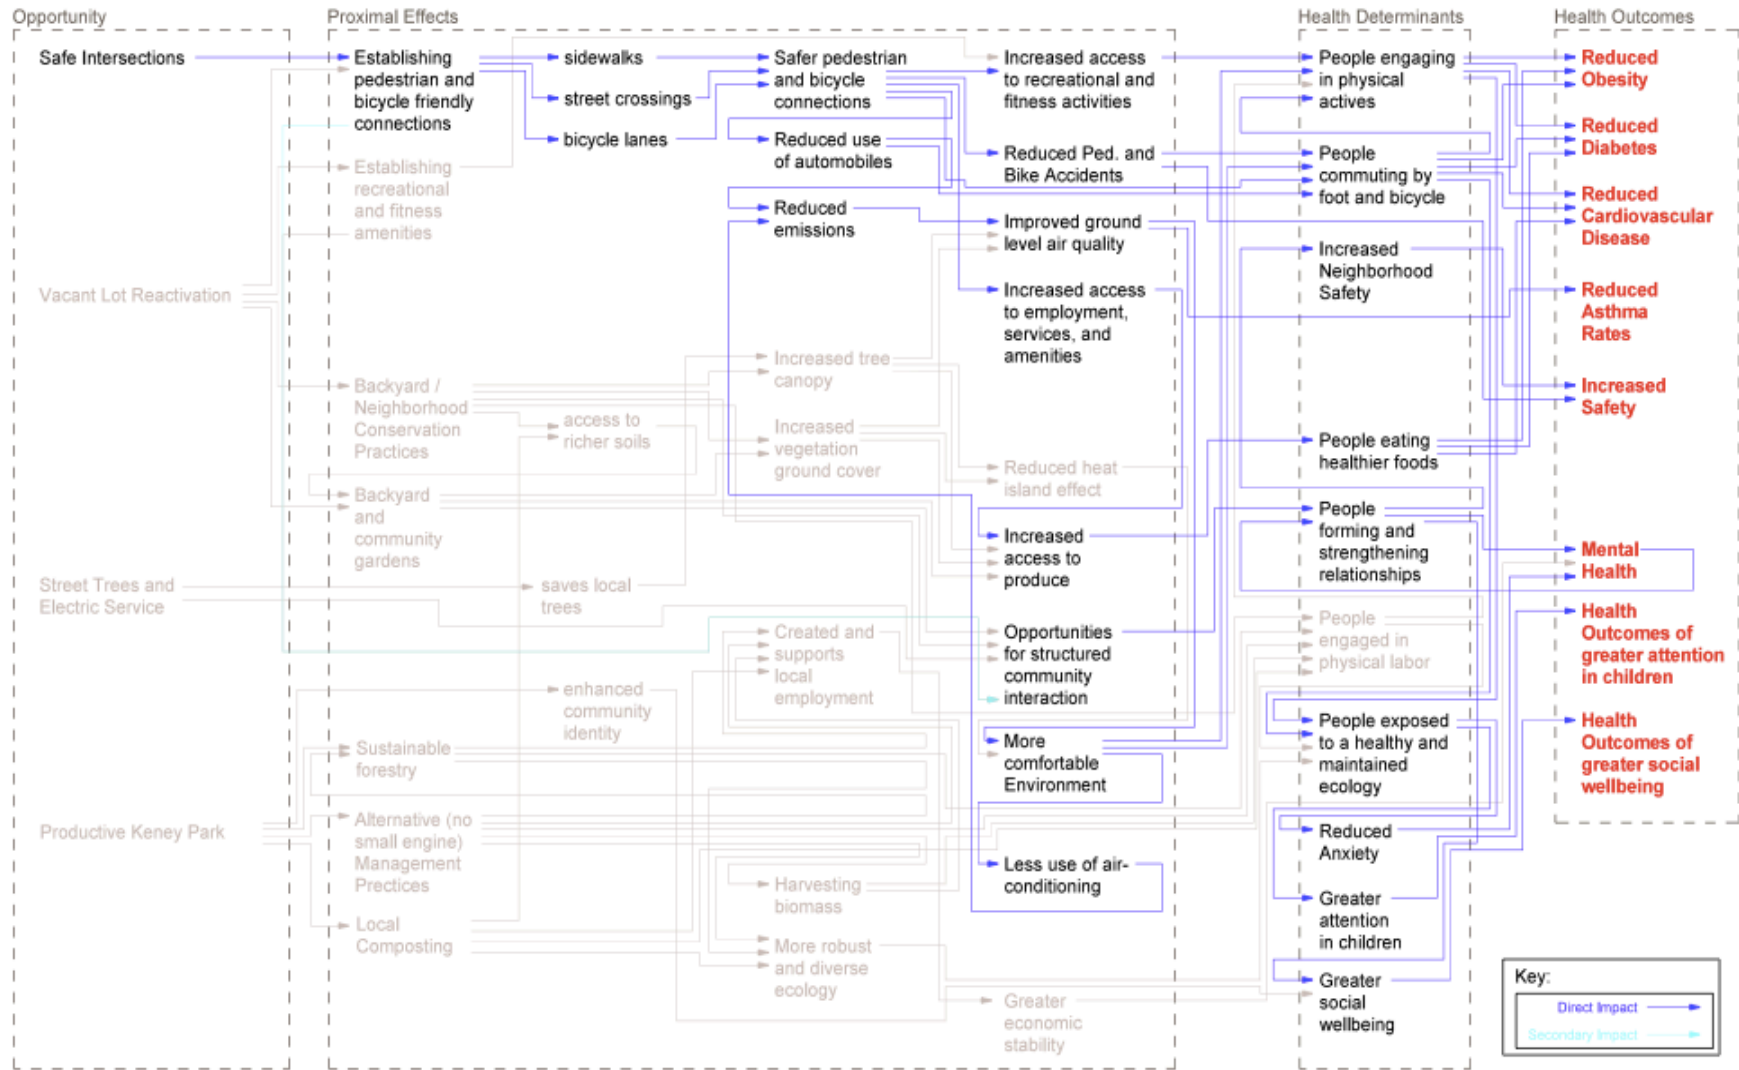 Opportunity
Proximal Effects
Health Determinants
Health Outcomes
Safe Intersections
Vacant Lot Reactivation
Street Trees and
Electric Service
Productive Keney Park
Establishing
pedestrian and
bicycle friendly
connections
Establishing
recreational
and fitness
amenities
Backyard /
Neighborhood
Conservation
Practices
Backyard
and
community
gardens
Sustainable
forestry
Alternative (no
small engine)
Management
Prectices
Local
Composting
sidewalks
street crossings
bicycle lanes
access to
richer soils
saves local
trees
enhanced
community
identity
Safer pedestrian
and bicycle
connections
Reduced use
of automobiles
Reduced
emissions
Increased tree
canopy
Increased
vegetation
ground cover
Created and
supports
local
employment
Harvesting
biomass
More robust
and diverse
ecology
Increased access
to recreational and
fitness activities
Reduced Ped. and
Bike Accidents
Improved ground
level air quality
Increased access
to employment,
services, and
amenities
Reduced heat
island effect
Increased
access to
produce
Opportunities
for structured
community
interaction
More
comfortable
Environment
Less use of air-
conditioning
Greater
economic
stability
People engaging
in physical
actives
People
commuting by
foot and bicycle
Increased
Neighborhood
Safety
People eating
healthier foods
People
forming and
strengthening
relationships
People
engaged in
physical labor
People exposed
to a healthy and
maintained
ecology
Reduced
Anxiety
Greater
attention
in children
Greater
social
wellbeing
Reduced
Obesity
Reduced
Diabetes
Reduced
Cardiovascular
Disease
Reduced
Asthma
Rates
Increased
Safety
Mental
Health
Health
Outcomes of
greater attention
in children
Health
Outcomes of
greater social
wellbeing
Key:
Direct Impact
Secondary Impact